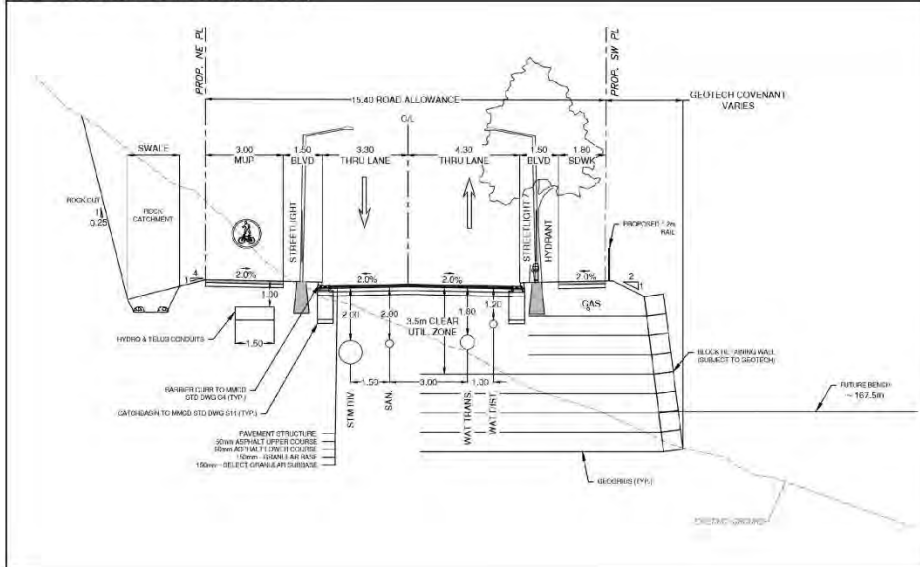 PROP. NE PL
PROP. SW PL
15.40 ROAD ALLOWANCE
GEOTECH COVENANT
VARIES
C/L
SWALE
3.00
MUP
1.50
BLVD
3.30
THRU LANE
4.30
THRU LANE
1.50
BLVD
1.80
SDWK
ROCK CUT
1
0.25
ROCK
CATCHMENT
STREETLIGHT
STREETLIGHT
HYDRANT
PROPOSED 1.2m
RAIL
4
1
2.0%
2.0%
2.0%
2.0%
2
1
1.00
2.00
2.00
1.80
1.20
GAS
3.5m CLEAR
UTIL. ZONE
HYDRO & TELUS CONDUITS
1.50
BLOCK RETAINING WALL
(SUBJECT TO GEOTECH)
BARRIER CURB TO MMCD
STD DWG C4 (TYP.)
1.50
3.00
1.00
FUTURE BENCH
~ 167.5m
CATCHBASIN TO MMCD STD DWG S11 (TYP.)
STM DIV.
SAN.
WAT TRANS.
WAT DIST.
PAVEMENT STRUCTURE:
50mm ASPHALT UPPER COURSE
ASPHALT LOWER COURSE
150mm - GRANULAR BASE
SELECT GRANULAR SUBBASE
GEOGRIDS (TYP.)
EXISTING GROUND